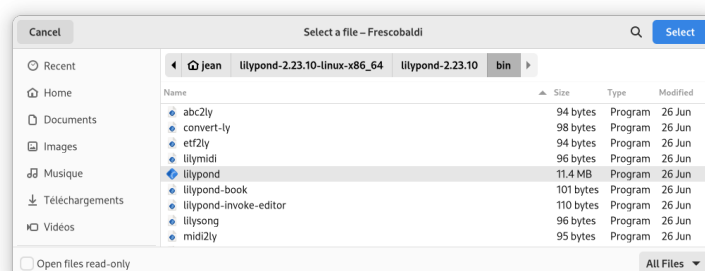 Cancel Select a file – Frescobaldi Select
Recent
Home
Documents
Images
Musique
Téléchargements
Vidéos
jean lilypond-2.23.10-linux-x86_64 lilypond-2.23.10 bin
Name Size Type Modified
abc2ly 94 bytes Program 26 Jun
convert-ly 98 bytes Program 26 Jun
etf2ly 94 bytes Program 26 Jun
lilymidi 96 bytes Program 26 Jun
lilypond 11.4 MB Program 26 Jun
lilypond-book 101 bytes Program 26 Jun
lilypond-invoke-editor 110 bytes Program 26 Jun
lilysong 96 bytes Program 26 Jun
midi2ly 95 bytes Program 26 Jun
Open files read-only All Files